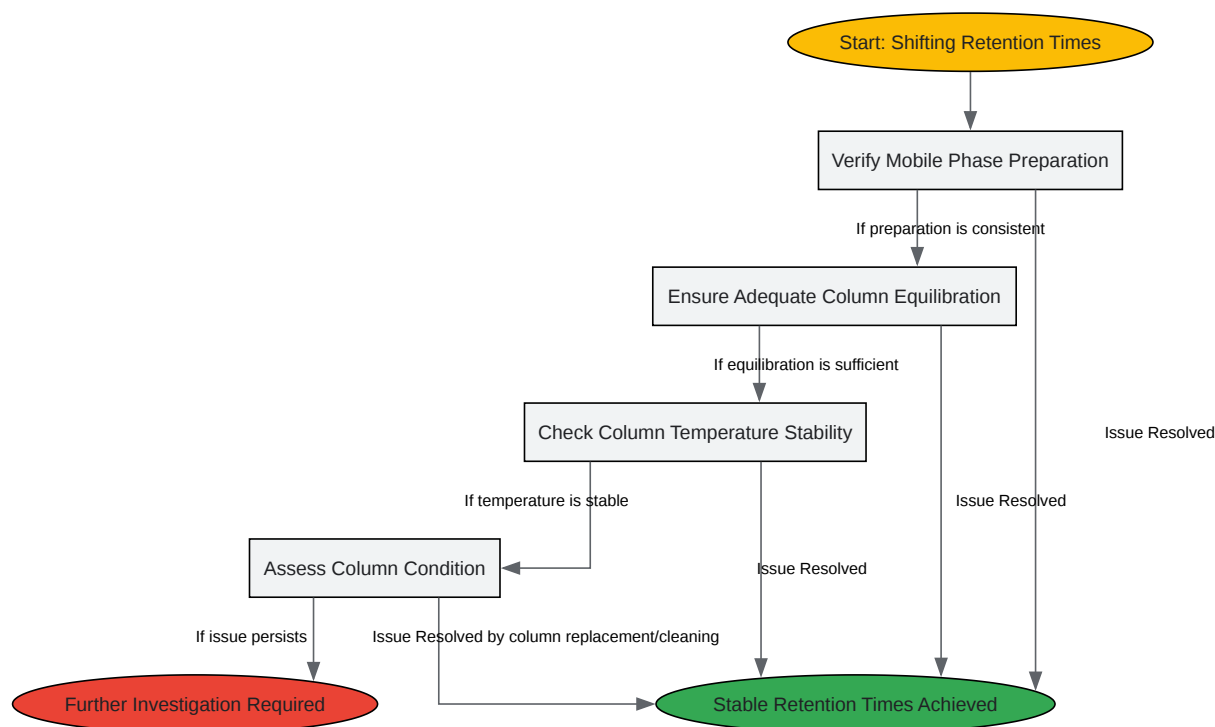 Start: Shifting Retention Times
Verify Mobile Phase Preparation
If preparation is consistent
Ensure Adequate Column Equilibration
If equilibration is sufficient
Check Column Temperature Stability
Issue Resolved
If temperature is stable
Issue Resolved
Assess Column Condition
Issue Resolved
If issue persists
Issue Resolved by column replacement/cleaning
Further Investigation Required
Stable Retention Times Achieved